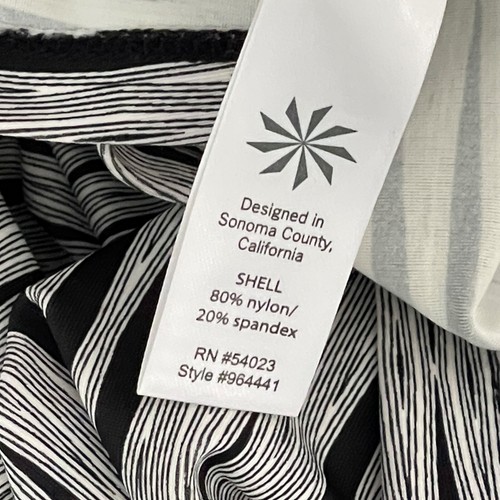 Designed in
Sonoma County,
California
SHELL
80% nylon/
20% spandex
RN #54023
Style #964441